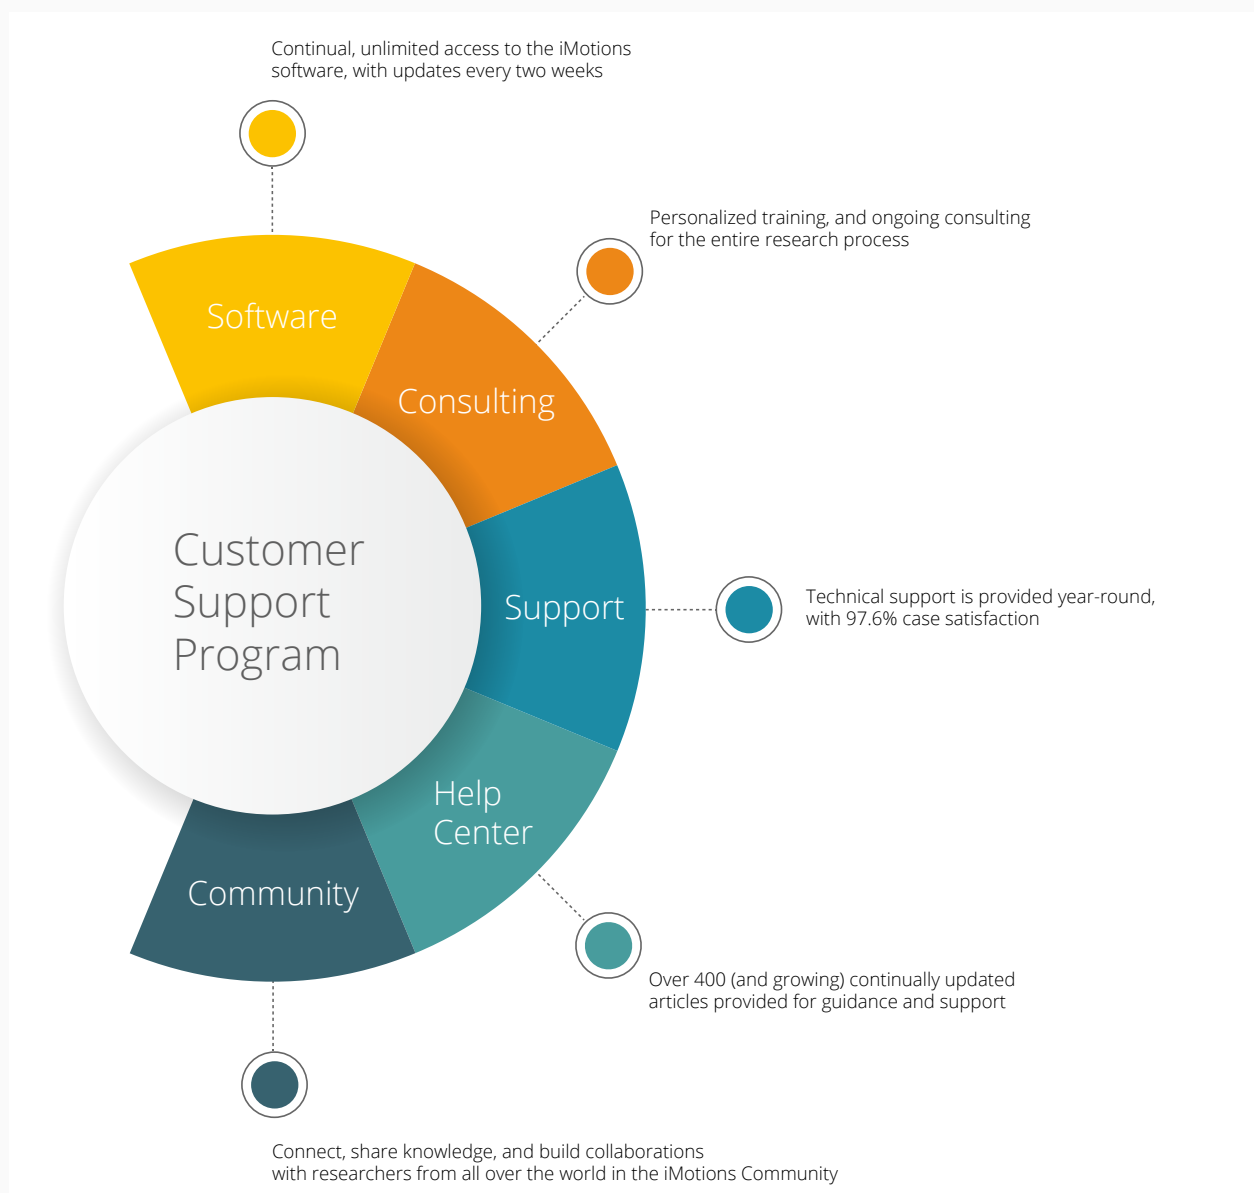 Continual, unlimited access to the iMotions
software, with updates every two weeks
Personalized training, and ongoing consulting
for the entire research process
Software
Consulting
Customer
Support
Program
Support
Technical support is provided year-round,
with 97.6% case satisfaction
Help
Center
Community
Over 400 (and growing) continually updated
articles provided for guidance and support
Connect, share knowledge, and build collaborations
with researchers from all over the world in the iMotions Community